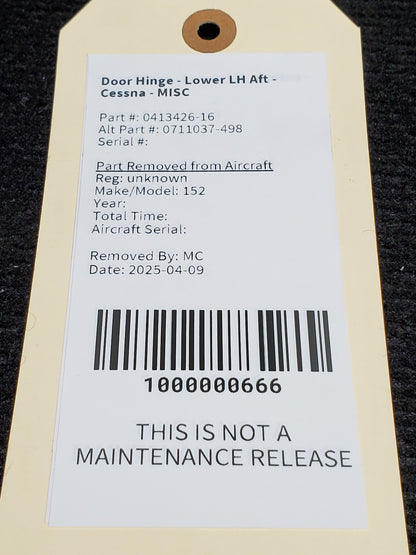 Door Hinge - Lower LH Aft -
Cessna - MISC
Part #: 0413426-16
Alt Part #: 0711037-498
Serial #:
Part Removed from Aircraft
Reg: unknown
Make/Model: 152
Year:
Total Time:
Aircraft Serial:
Removed By: MC
Date: 2025-04-09
1000000666
THIS IS NOT A
MAINTENANCE RELEASE